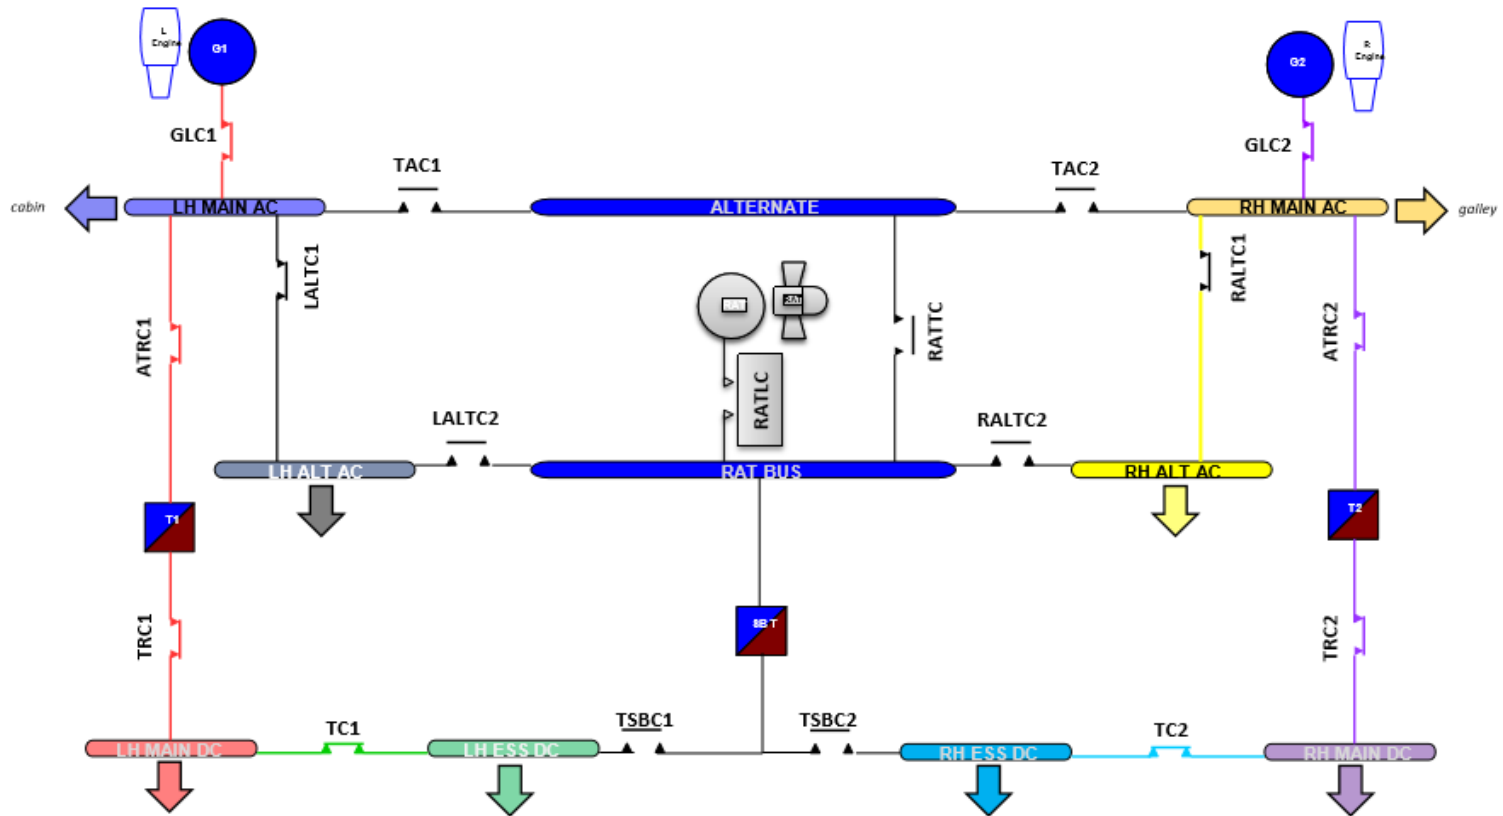 L
Engine
G1
G2
R
Engine
GLC1
GLC2
TAC1
TAC2
cabin
LH MAIN AC
ALTERNATE
RH MAIN AC
galley
LALTC1
RALTC1
RAT
RAT
ATRC1
RATTC
ATRC2
RATLC
LALTC2
RALTC2
LH ALT AC
RAT BUS
RH ALT AC
T1
T2
TRC1
SBT
TRC2
TC1
TSBC1
TSBC2
TC2
LH MAIN DC
LH ESS DC
RH ESS DC
RH MAIN DC